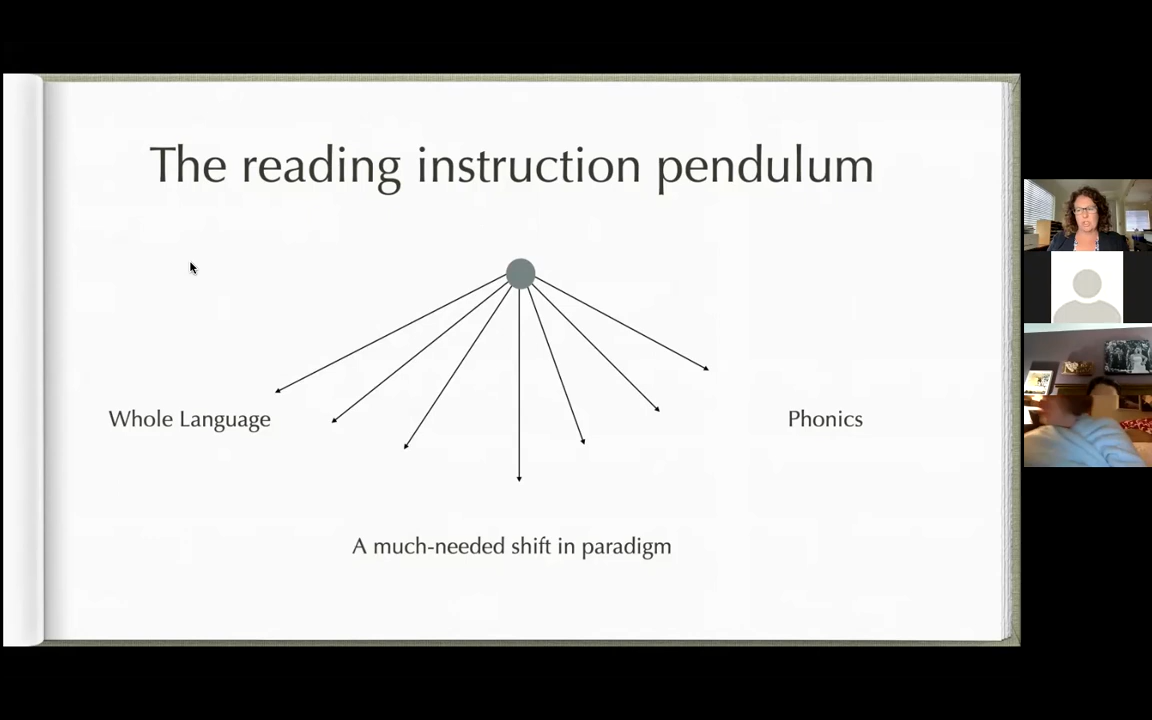 The reading instruction pendulum
Whole Language
Phonics
A much-needed shift in paradigm